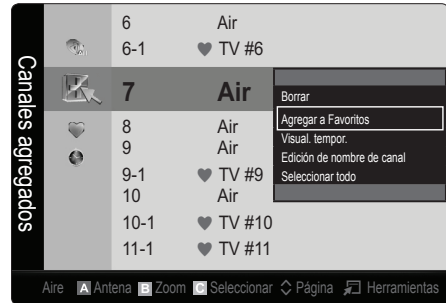 Canales agregados
6 Air
6-1 ♥ TV #6
7 Air
8 Air
9 Air
9-1 ♥ TV #9
10 Air
10-1 ♥ TV #10
11-1 ♥ TV #11
Borrar
Agregar a Favoritos
Visual. tempor.
Edición de nombre de canal
Seleccionar todo
Aire A Antena B Zoom C Seleccionar Página Herramientas